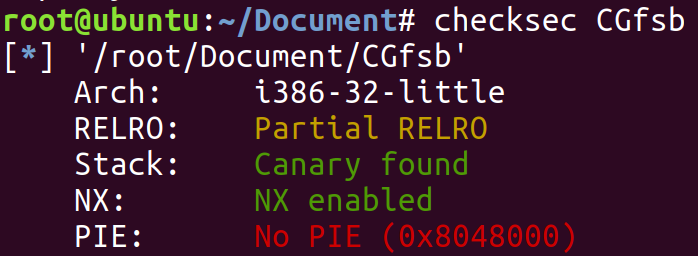 root@ubuntu:~/Document# checksec CGfsb
[*] '/root/Document/CGfsb'
Arch: i386-32-little
RELRO: Partial RELRO
Stack: Canary found
NX: NX enabled
PIE: No PIE (0x8048000)